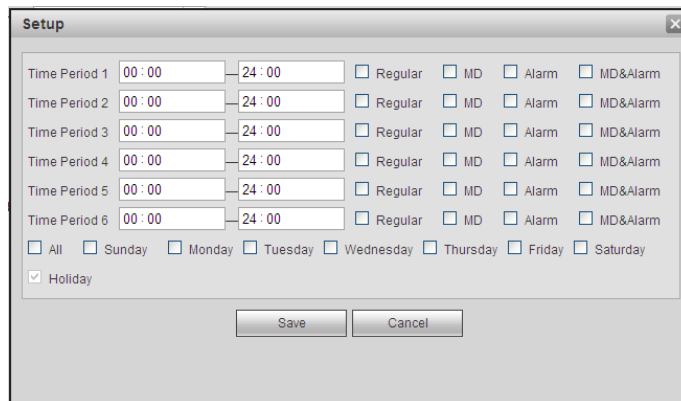 Setup
Time Period 1 00:00 — 24:00 Regular MD Alarm MD&Alarm
Time Period 2 00:00 — 24:00 Regular MD Alarm MD&Alarm
Time Period 3 00:00 — 24:00 Regular MD Alarm MD&Alarm
Time Period 4 00:00 — 24:00 Regular MD Alarm MD&Alarm
Time Period 5 00:00 — 24:00 Regular MD Alarm MD&Alarm
Time Period 6 00:00 — 24:00 Regular MD Alarm MD&Alarm
All Sunday Monday Tuesday Wednesday Thursday Friday Saturday
Holiday
Save Cancel